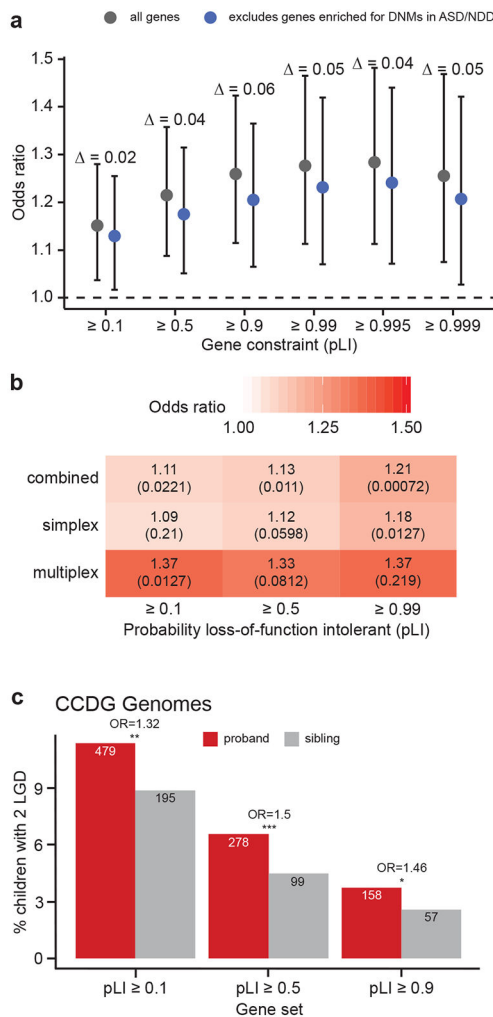 a
all genes
excludes genes enriched for DNMs in ASD/NDD
Odds ratio
1.5
1.4
1.3
1.2
1.1
1.0
Δ = 0.02
Δ = 0.04
Δ = 0.06
Δ = 0.05
Δ = 0.04
Δ = 0.05
≥ 0.1 ≥ 0.5 ≥ 0.9 ≥ 0.99 ≥ 0.995 ≥ 0.999
Gene constraint (pLI)
b
Odds ratio
1.00 1.25 1.50
combined 1.11 1.13 1.21
(0.0221) (0.011) (0.00072)
simplex 1.09 1.12 1.18
(0.21) (0.0598) (0.0127)
multiplex 1.37 1.33 1.37
(0.0127) (0.0812) (0.219)
≥ 0.1 ≥ 0.5 ≥ 0.99
Probability loss-of-function intolerant (pLI)
c
CCDG Genomes
proband sibling
% children with 2 LGD
9
6
3
0
OR=1.32
**
479
195
OR=1.5
***
278
99
OR=1.46
*
158
57
pLI ≥ 0.1 pLI ≥ 0.5 pLI ≥ 0.9
Gene set